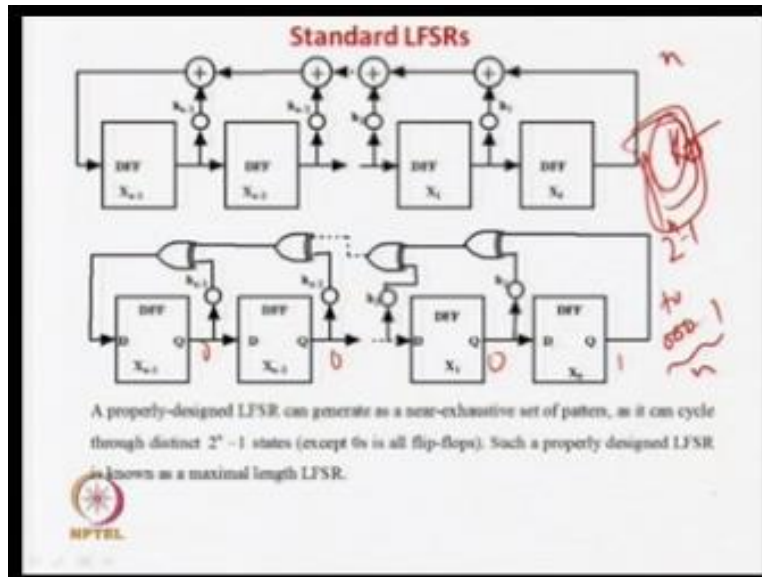 Standard LFSRs
n
h₁
DFF DFF DFF DFF
Xₙ₋₁ Xₙ₋₂ X₁ X₀
2ⁿ-1
DFF DFF DFF DFF
D Q D Q D Q D Q
Xₙ₋₁ Xₙ₋₂ X₁ X₀
0 0 0 1
000 1
n
A properly-designed LFSR can generate as a near-exhaustive set of pattern, as it can cycle
through distinct 2ⁿ –1 states (except 0s is all flip-flops). Such a properly designed LFSR
is known as a maximal length LFSR.
NPTEL